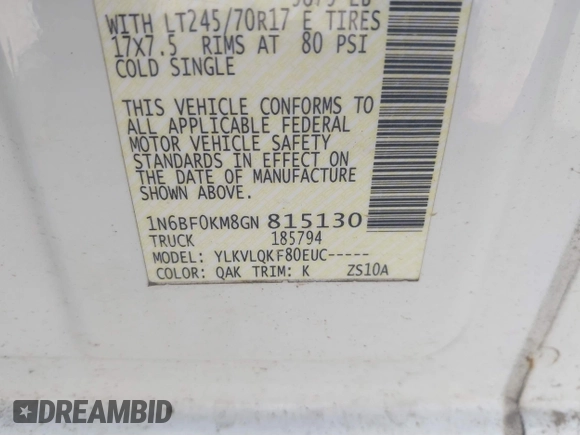 WITH LT245/70R17 E TIRES
17X7.5 RIMS AT 80 PSI
COLD SINGLE
THIS VEHICLE CONFORMS TO
ALL APPLICABLE FEDERAL
MOTOR VEHICLE SAFETY
STANDARDS IN EFFECT ON
THE DATE OF MANUFACTURE
SHOWN ABOVE.
1N6BF0KM8GN 815130
TRUCK 185794
MODEL: YLKVLQKF80EUC-----
COLOR: QAK TRIM: K ZS10A
DREAMBID